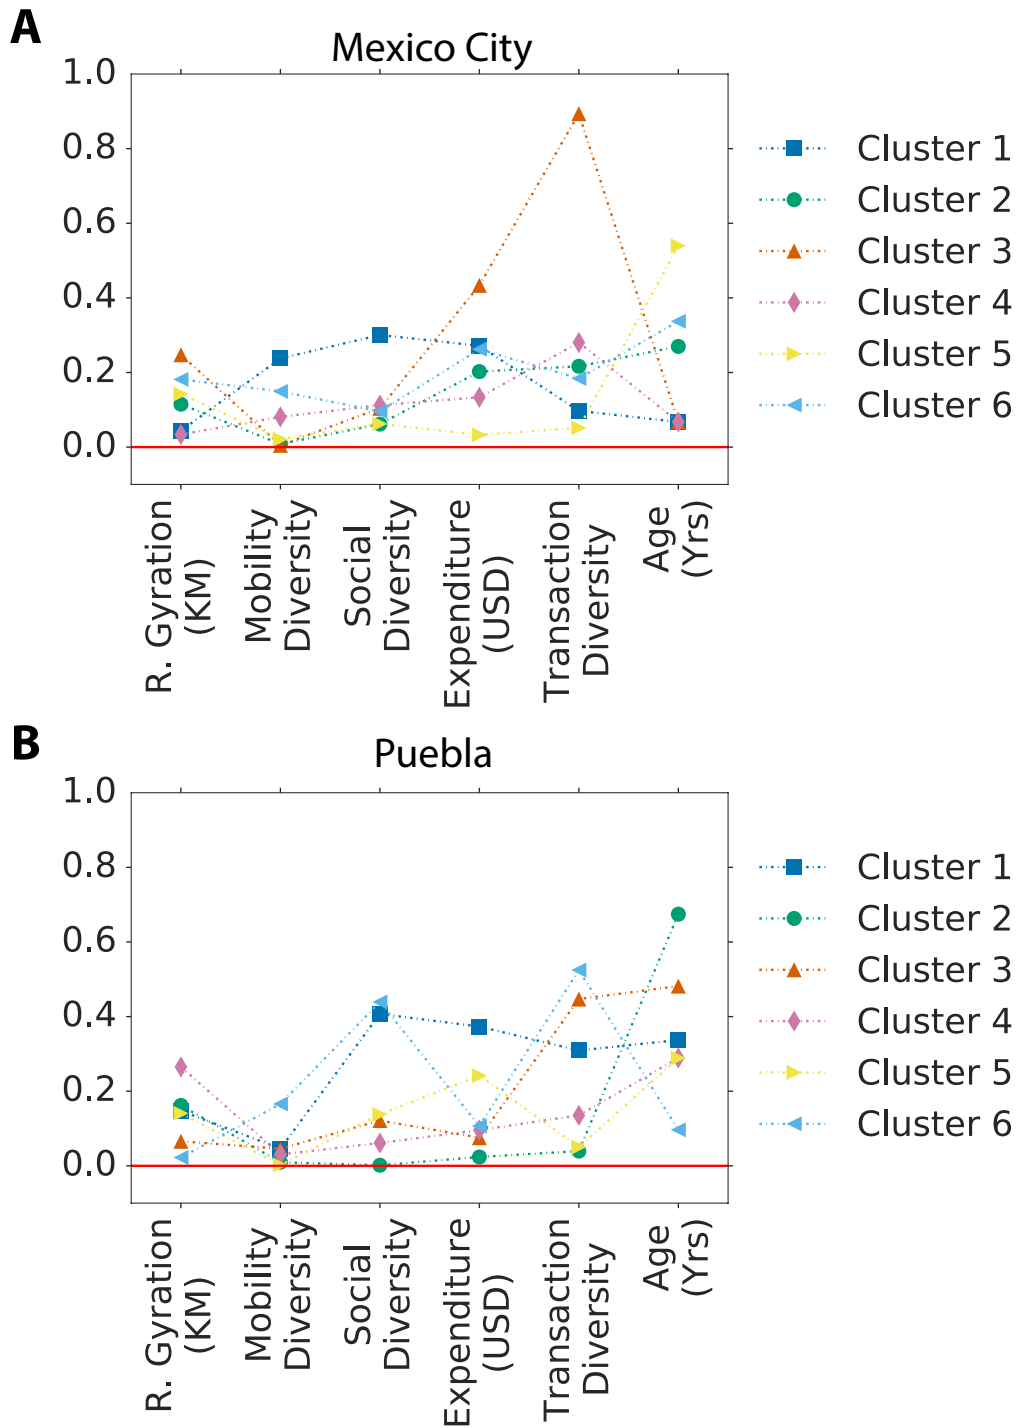 A
Mexico City
1.0
0.8
0.6
0.4
0.2
0.0
R. Gyration
(KM)
Mobility
Diversity
Social
Diversity
Expenditure
(USD)
Transaction
Diversity
Age
(Yrs)
Cluster 1
Cluster 2
Cluster 3
Cluster 4
Cluster 5
Cluster 6
B
Puebla
1.0
0.8
0.6
0.4
0.2
0.0
R. Gyration
(KM)
Mobility
Diversity
Social
Diversity
Expenditure
(USD)
Transaction
Diversity
Age
(Yrs)
Cluster 1
Cluster 2
Cluster 3
Cluster 4
Cluster 5
Cluster 6